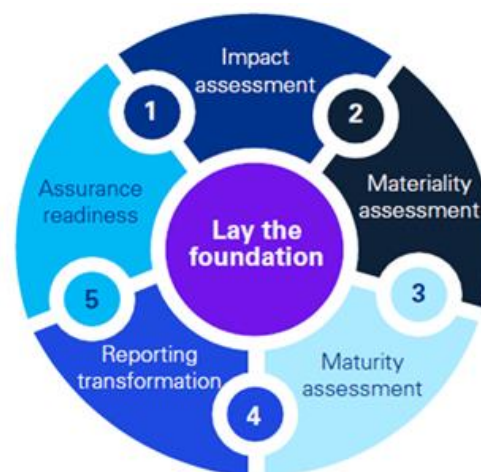 1
Impact
assessment
2
Materiality
assessment
3
Maturity
assessment
4
Reporting
transformation
5
Assurance
readiness
Lay the
foundation